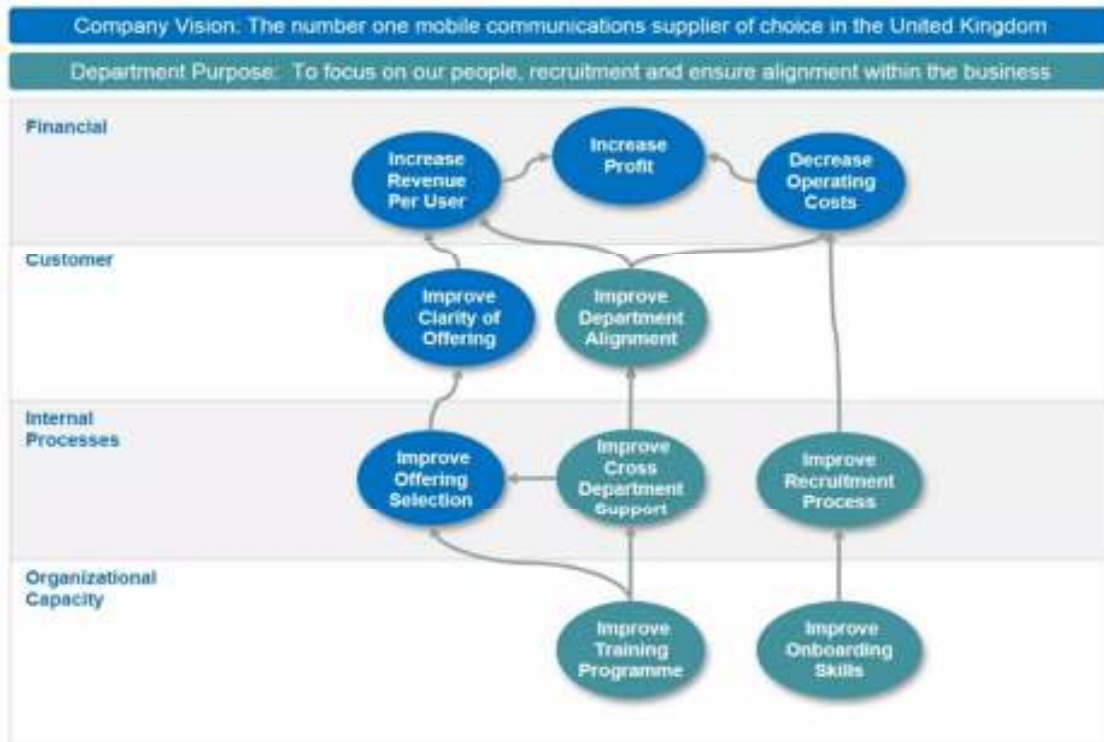 Company Vision: The number one mobile communications supplier of choice in the United Kingdom
Department Purpose: To focus on our people, recruitment and ensure alignment within the business
Financial
Increase
Revenue
Per User
Increase
Profit
Decrease
Operating
Costs
Customer
Improve
Clarity of
Offering
Improve
Department
Alignment
Internal
Processes
Improve
Offering
Selection
Improve
Cross
Department
Support
Improve
Recruitment
Process
Organizational
Capacity
Improve
Training
Programme
Improve
Onboarding
Skills